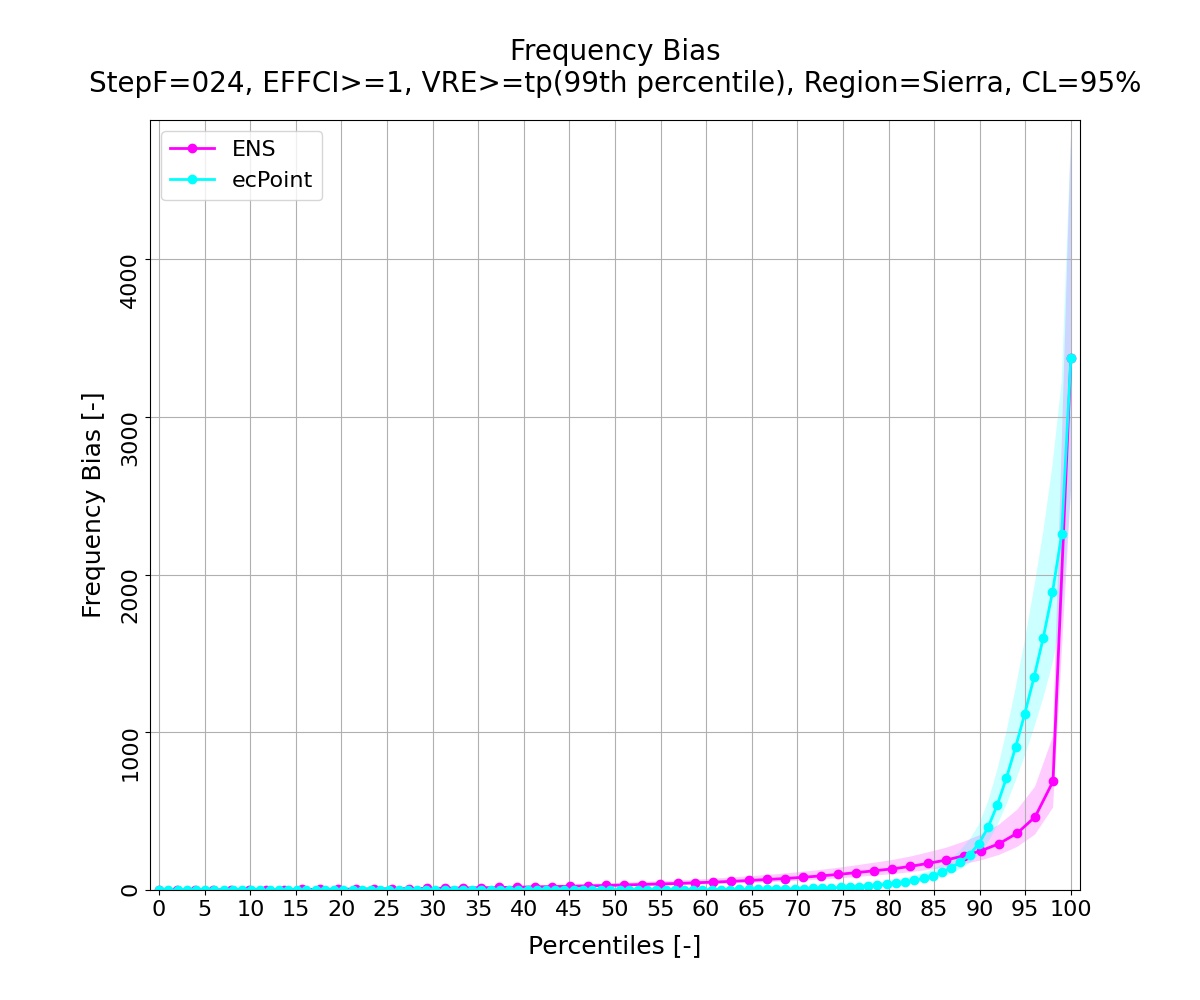 Frequency Bias
StepF=024, EFFCI>=1, VRE>=tp(99th percentile), Region=Sierra, CL=95%
ENS
ecPoint
Frequency Bias [-]
4000
3000
2000
1000
0
0 5 10 15 20 25 30 35 40 45 50 55 60 65 70 75 80 85 90 95 100
Percentiles [-]